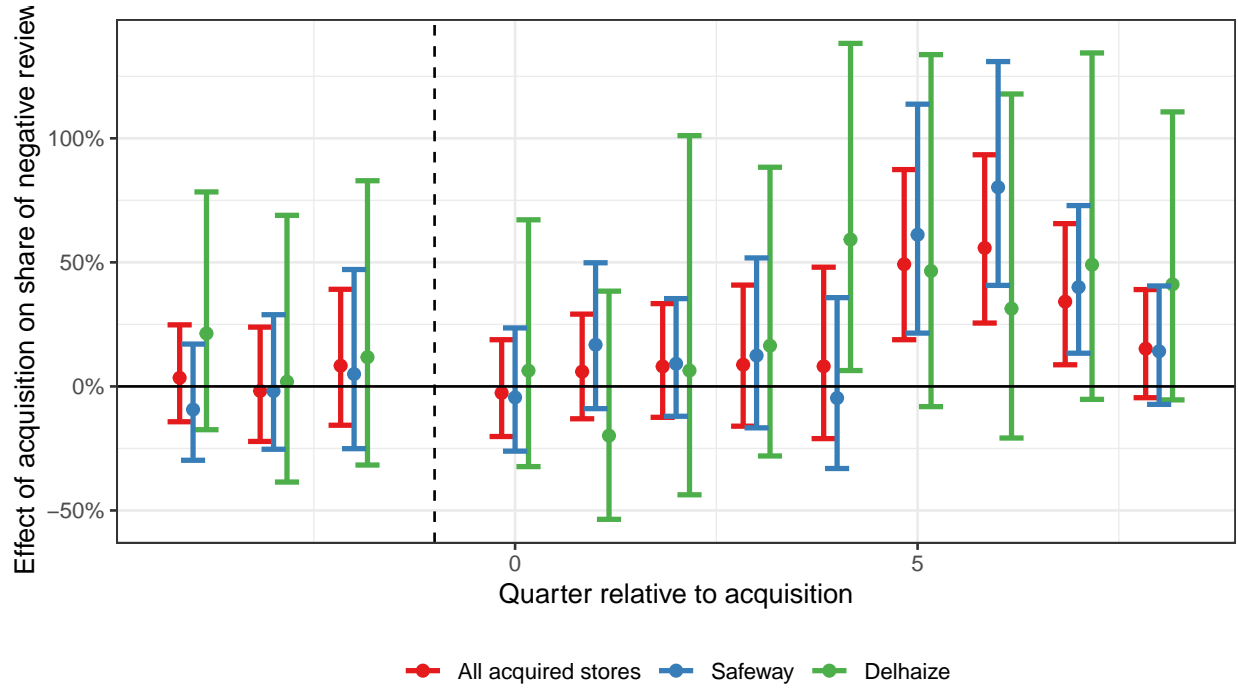 Effect of acquisition on share of negative review
100%
50%
0%
−50%
0 5
Quarter relative to acquisition
All acquired stores Safeway Delhaize